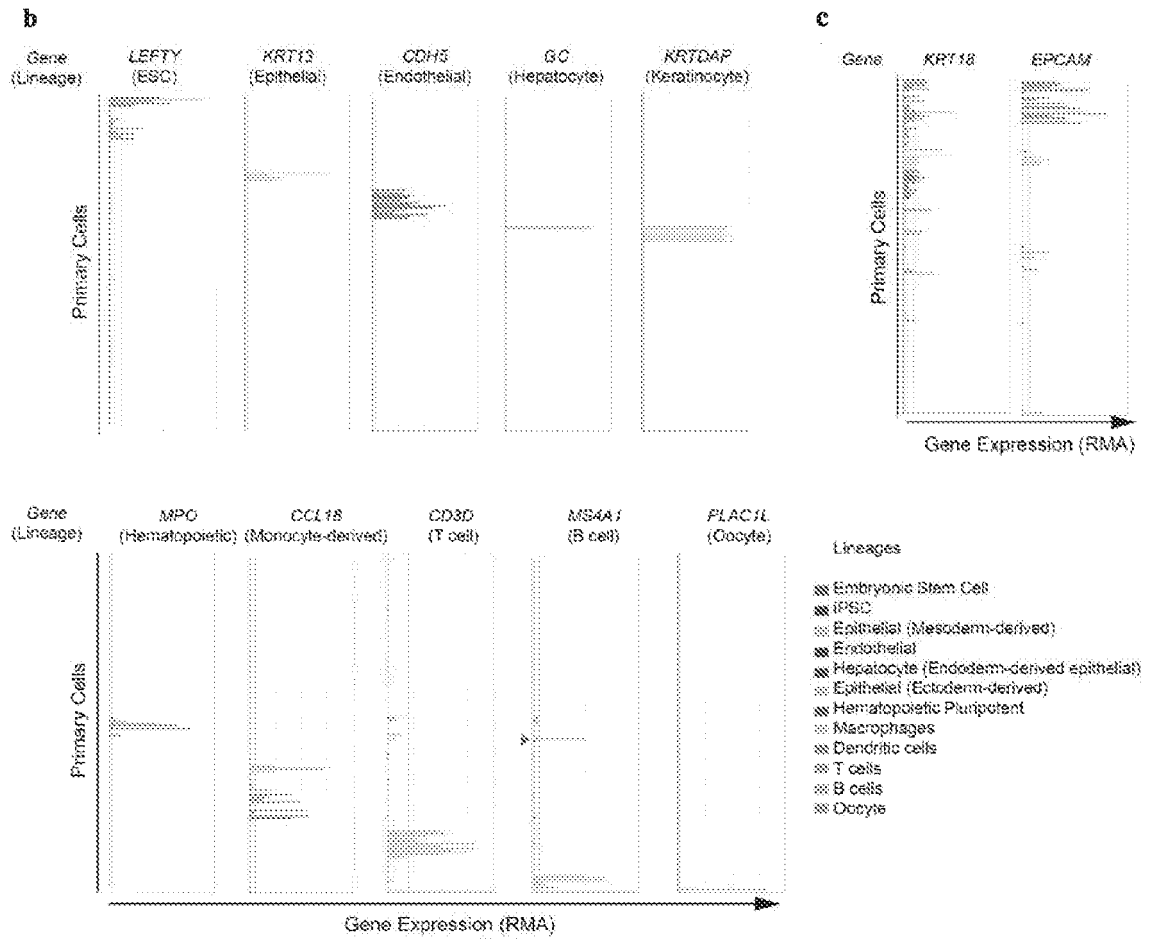 b
c
Gene LEFTY KRT13 CDH5 GC KRTDAP
(Lineage) (ESC) (Epithelial) (Endothelial) (Hepatocyte) (Keratinocyte)
Primary Cells
Gene KRT18 EPCAM
Primary Cells
Gene Expression (RMA)
Gene MPO CCL18 CD3D MS4A1 PLAC1L
(Lineage) (Hematopoietic) (Monocyte-derived) (T cell) (B cell) (Oocyte)
Primary Cells
Gene Expression (RMA)
Lineages
Embryonic Stem Cell
iPSC
Epithelial (Mesoderm-derived)
Endothelial
Hepatocyte (Endoderm-derived epithelial)
Epithelial (Ectoderm-derived)
Hematopoietic Pluripotent
Macrophages
Dendritic cells
T cells
B cells
Oocyte